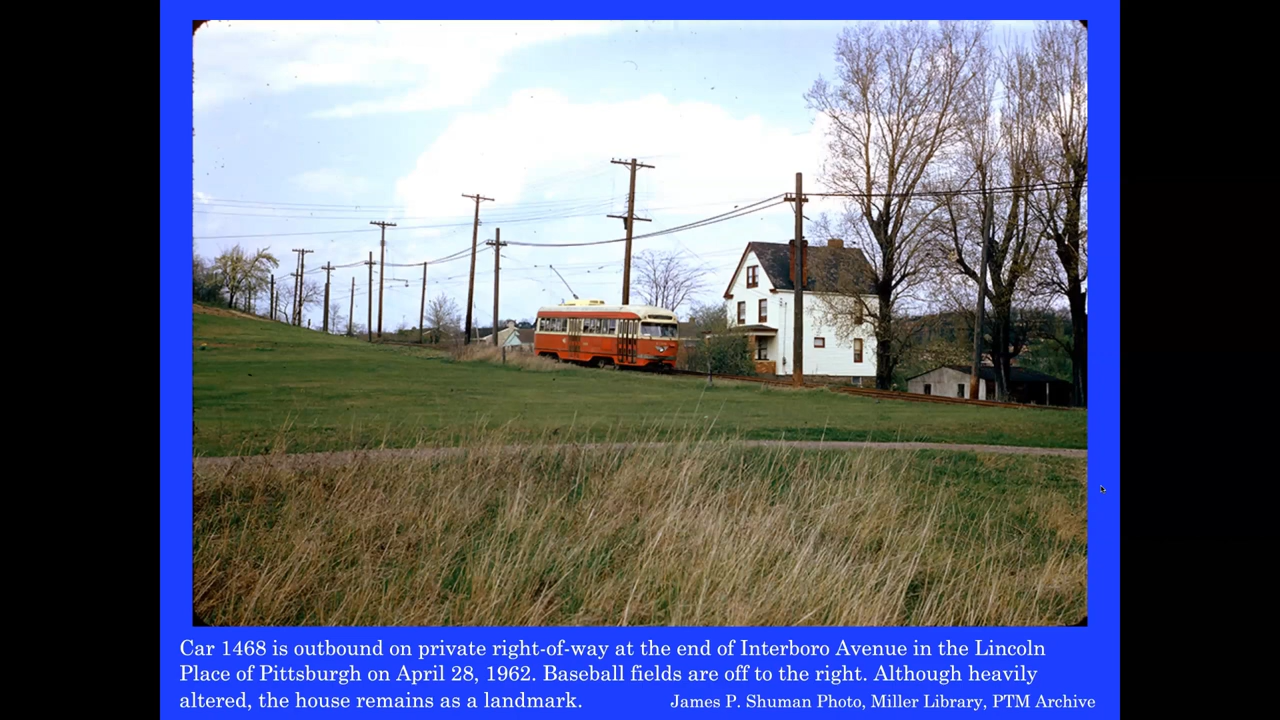 Car 1468 is outbound on private right-of-way at the end of Interboro Avenue in the Lincoln
Place of Pittsburgh on April 28, 1962. Baseball fields are off to the right. Although heavily
altered, the house remains as a landmark. James P. Shuman Photo, Miller Library, PTM Archive